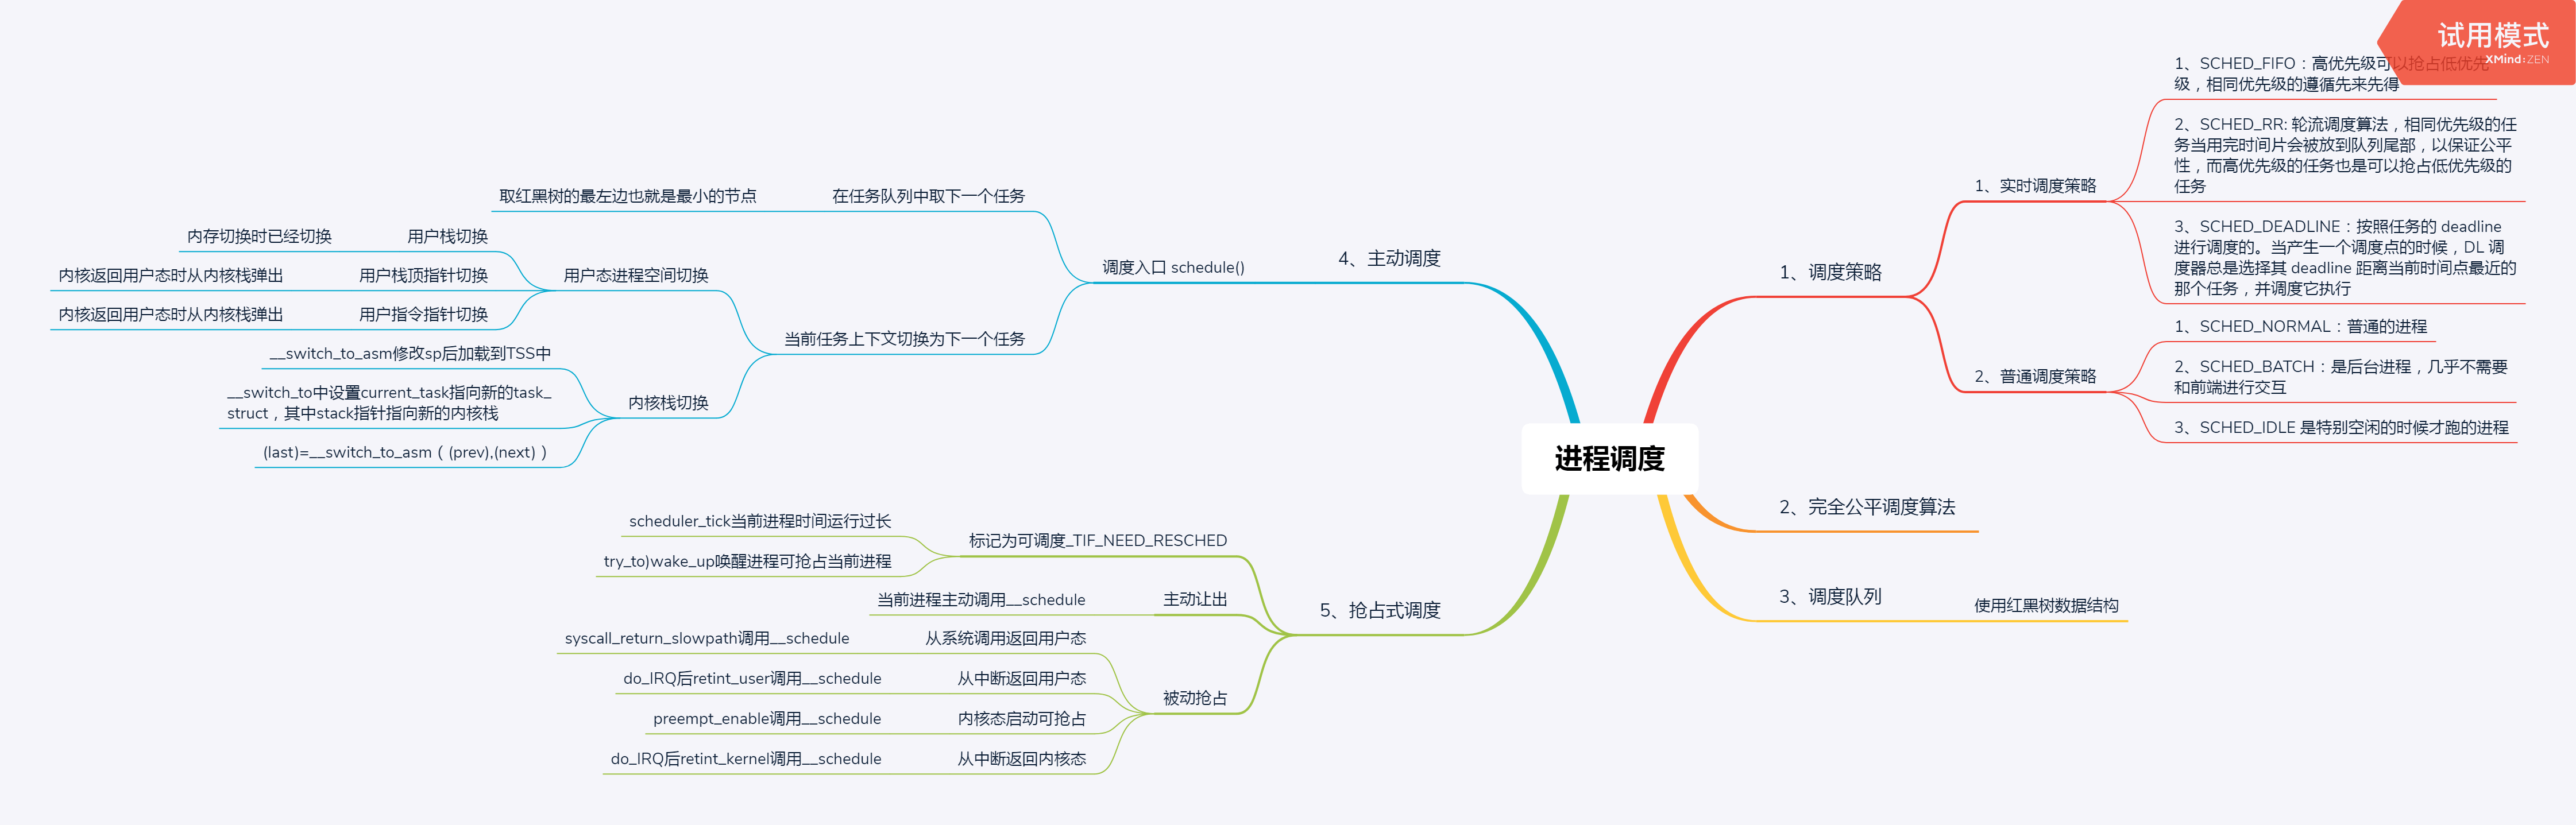 试用模式
XMind:ZEN
进程调度
1、调度策略
1、实时调度策略
1、SCHED_FIFO：高优先级可以抢占低优先
级，相同优先级的遵循先来先得
2、SCHED_RR: 轮流调度算法，相同优先级的任
务当用完时间片会被放到队列尾部，以保证公平
性，而高优先级的任务也是可以抢占低优先级的
任务
3、SCHED_DEADLINE：按照任务的 deadline
进行调度的。当产生一个调度点的时候，DL 调
度器总是选择其 deadline 距离当前时间点最近的
那个任务，并调度它执行
2、普通调度策略
1、SCHED_NORMAL：普通的进程
2、SCHED_BATCH：是后台进程，几乎不需要
和前端进行交互
3、SCHED_IDLE 是特别空闲的时候才跑的进程
2、完全公平调度算法
3、调度队列
使用红黑树数据结构
4、主动调度
调度入口 schedule()
在任务队列中取下一个任务
取红黑树的最左边也就是最小的节点
当前任务上下文切换为下一个任务
用户态进程空间切换
用户栈切换
内存切换时已经切换
用户栈顶指针切换
内核返回用户态时从内核栈弹出
用户指令指针切换
内核返回用户态时从内核栈弹出
内核栈切换
__switch_to_asm修改sp后加载到TSS中
__switch_to中设置current_task指向新的task_
struct，其中stack指针指向新的内核栈
(last)=__switch_to_asm（(prev),(next)）
5、抢占式调度
标记为可调度_TIF_NEED_RESCHED
scheduler_tick当前进程时间运行过长
try_to)wake_up唤醒进程可抢占当前进程
主动让出
当前进程主动调用__schedule
被动抢占
从系统调用返回用户态
syscall_return_slowpath调用__schedule
从中断返回用户态
do_IRQ后retint_user调用__schedule
内核态启动可抢占
preempt_enable调用__schedule
从中断返回内核态
do_IRQ后retint_kernel调用__schedule